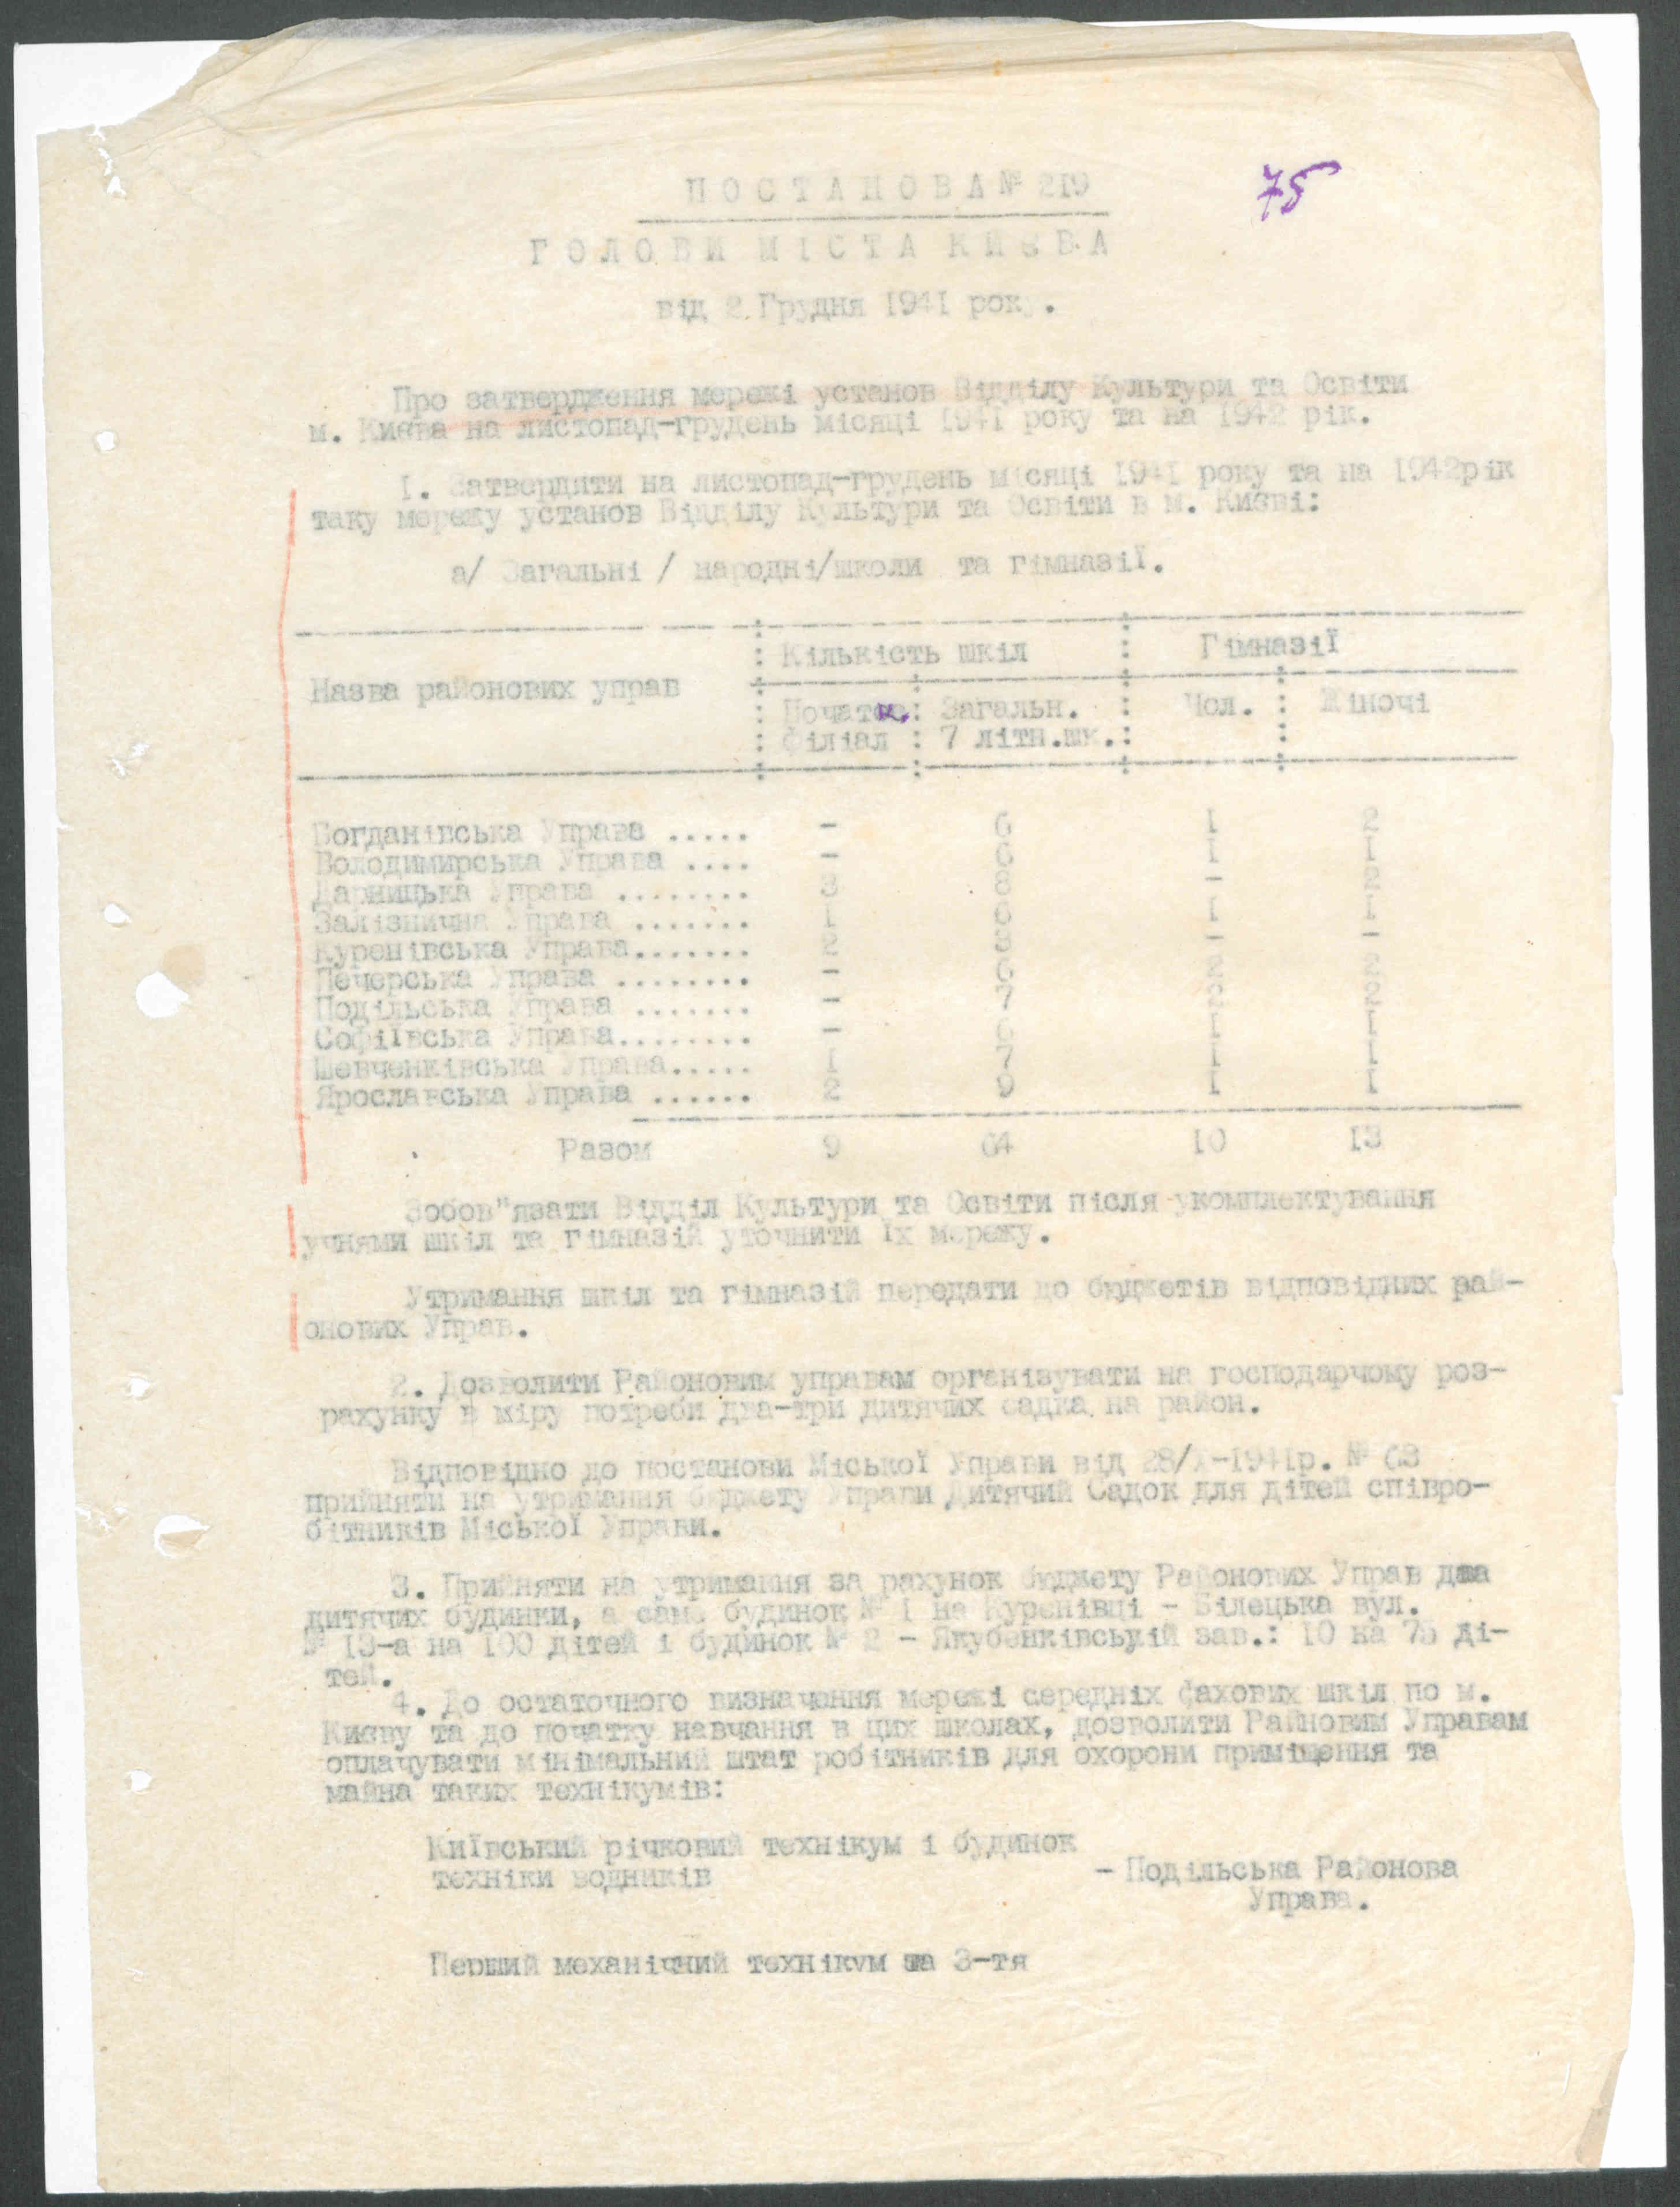 ПОСТАНОВА № 219
75
ГОЛОВИ МІСТА КИЄВА
від 2 Грудня 1941 року.
Про затвердження мережі установ Відділу Культури та Освіти
м. Києва на листопад-грудень місяці 1941 року та на 1942 рік.
1. Затвердити на листопад-грудень місяці 1941 року та на 1942рік
таку мережу установ Відділу Культури та Освіти в м. Києві:
а/ Загальні / народні/школи та гімназії.
Назва районових управ : Кількість шкіл : Гімназії
: Початк. : Загальн. : Чол. : Жіночі
: філіал : 7 літн.шк. : :
Богданівська Управа ..... - 6 1 2
Володимирська Управа .... - 6 1 1
Дарницька Управа ........ 3 8 - 2
Залізнична Управа ....... 1 6 1 1
Куренівська Управа....... 2 3 - -
Печерська Управа ........ - 6 2 2
Подільська Управа ....... - 7 2 2
Софіївська Управа........ - 6 1 1
Шевченківська Управа..... 1 7 1 1
Ярославська Управа ...... 2 9 1 1
Разом 9 64 10 13
Зобов"язати Відділ Культури та Освіти після укомплектування
учнями шкіл та гімназій уточнити їх мережу.
Утримання шкіл та гімназій передати до бюджетів відповідних рай-
онових Управ.
2. Дозволити Районовим управам організувати на господарчому роз-
рахунку в міру потреби два-три дитячих садка на район.
Відповідно до постанови Міської Управи від 28/X-1941р. № 63
прийняти на утримання бюджету Управи Дитячий Садок для дітей співро-
бітників Міської Управи.
3. Прийняти на утримання за рахунок бюджету Районових Управ два
дитячих будинки, а саме будинок № 1 на Куренівці - Білецька вул.
№ 13-а на 100 дітей і будинок № 2 - Якубенківський зав.: 10 на 75 ді-
тей.
4. До остаточного визначення мережі середніх фахових шкіл по м.
Києву та до початку навчання в цих школах, дозволити Райновим Управам
оплачувати мінімальний штат робітників для охорони приміщення та
майна таких технікумів:
Київський річковий технікум і будинок
техніки водників
- Подільська Районова
Управа.
Перший механічний технікум та 3-тя